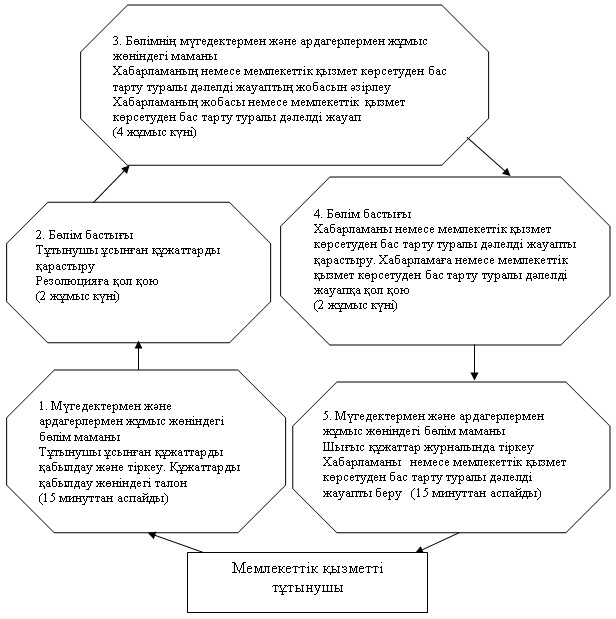 3. Бөлімнің мүгедектермен және ардагерлермен жұмыс
жөніндегі маманы
Хабарламаның немесе мемлекеттік қызмет көрсетуден бас
тарту туралы дәлелді жауаптың жобасын әзірлеу
Хабарламаның жобасы немесе мемлекеттік қызмет
көрсетуден бас тарту туралы дәлелді жауап
(4 жұмыс күні)
2. Бөлім бастығы
Тұтынушы ұсынған құжаттарды
қарастыру
Резолюцияға қол қою
(2 жұмыс күні)
4. Бөлім бастығы
Хабарламаны немесе мемлекеттік қызмет
көрсетуден бас тарту туралы дәлелді жауапты
қарастыру. Хабарламаға немесе мемлекеттік
қызмет көрсетуден бас тарту туралы дәлелді
жауапқа қол қою
(2 жұмыс күні)
1. Мүгедектермен және
ардагерлермен жұмыс жөніндегі
бөлім маманы
Тұтынушы ұсынған құжаттарды
қабылдау және тіркеу. Құжаттарды
қабылдау жөніндегі талон
(15 минуттан аспайды)
5. Мүгедектермен және ардагерлермен
жұмыс жөніндегі бөлім маманы
Шығыс құжаттар журналында тіркеу
Хабарламаны немесе мемлекеттік қызмет
көрсетуден бас тарту туралы дәлелді
жауапты беру (15 минуттан аспайды)
Мемлекеттік қызметті
тұтынушы